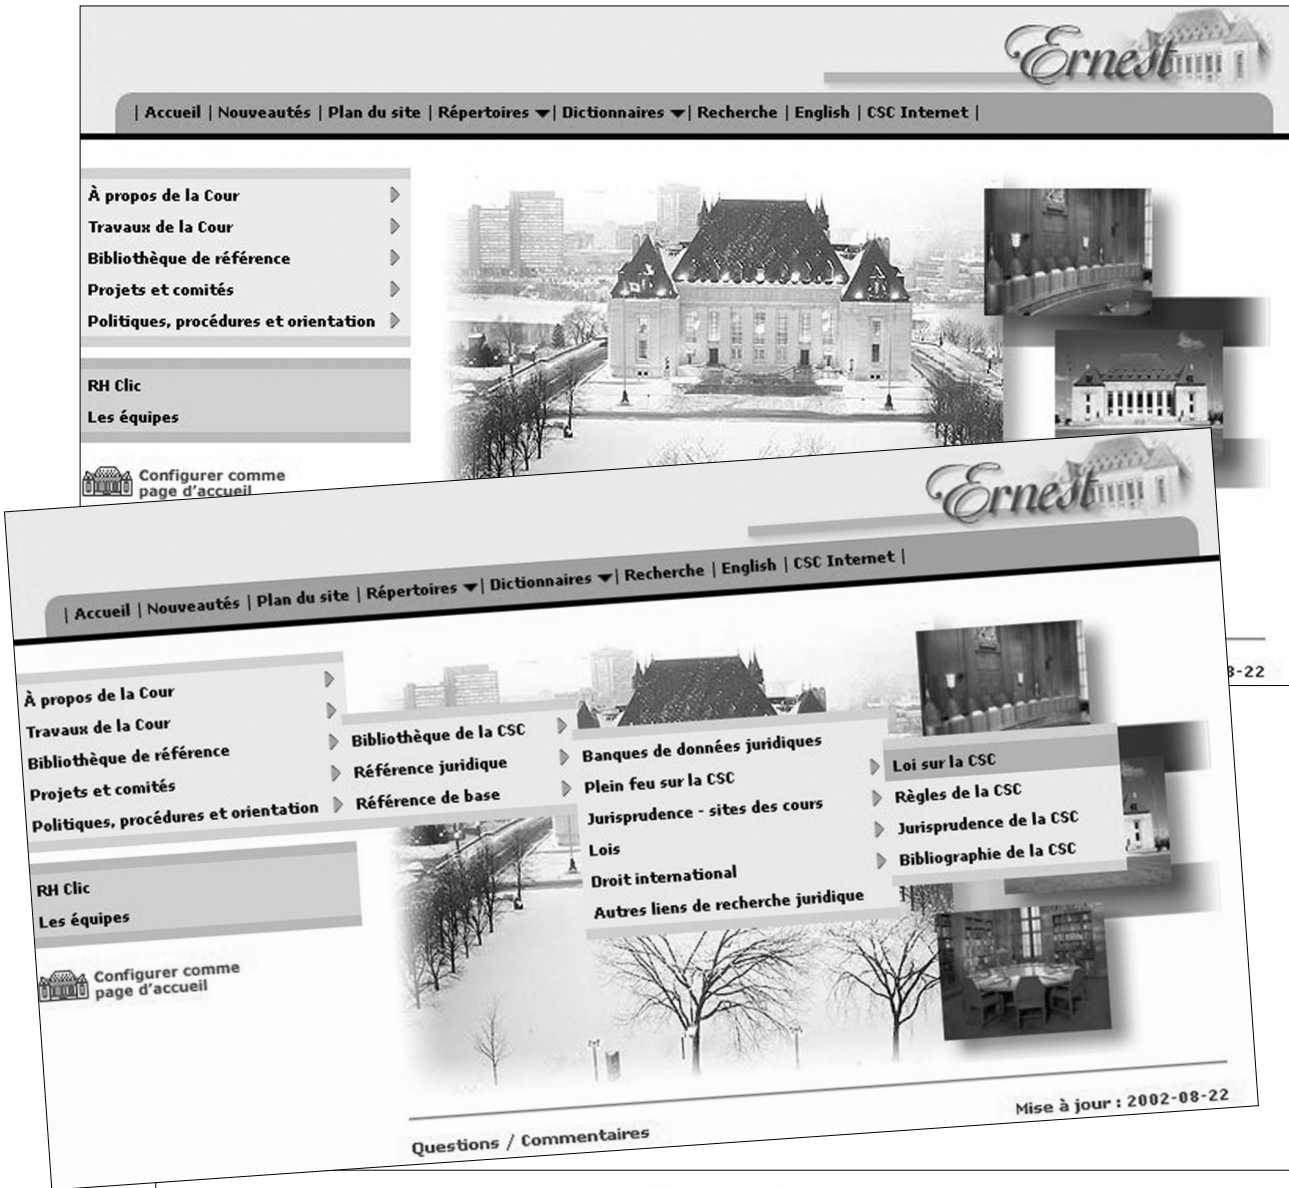 Ernest
| Accueil | Nouveautés | Plan du site | Répertoires | Dictionnaires | Recherche | English | CSC Internet |
À propos de la Cour
Travaux de la Cour
Bibliothèque de référence
Projets et comités
Politiques, procédures et orientation
RH Clic
Les équipes
Configurer comme
page d'accueil
3-22
Ernest
| Accueil | Nouveautés | Plan du site | Répertoires | Dictionnaires | Recherche | English | CSC Internet |
À propos de la Cour
Travaux de la Cour
Bibliothèque de référence
Projets et comités
Politiques, procédures et orientation
Bibliothèque de la CSC
Référence juridique
Référence de base
Banques de données juridiques
Plein feu sur la CSC
Jurisprudence - sites des cours
Lois
Droit international
Autres liens de recherche juridique
Loi sur la CSC
Règles de la CSC
Jurisprudence de la CSC
Bibliographie de la CSC
RH Clic
Les équipes
Configurer comme
page d'accueil
Mise à jour : 2002-08-22
Questions / Commentaires